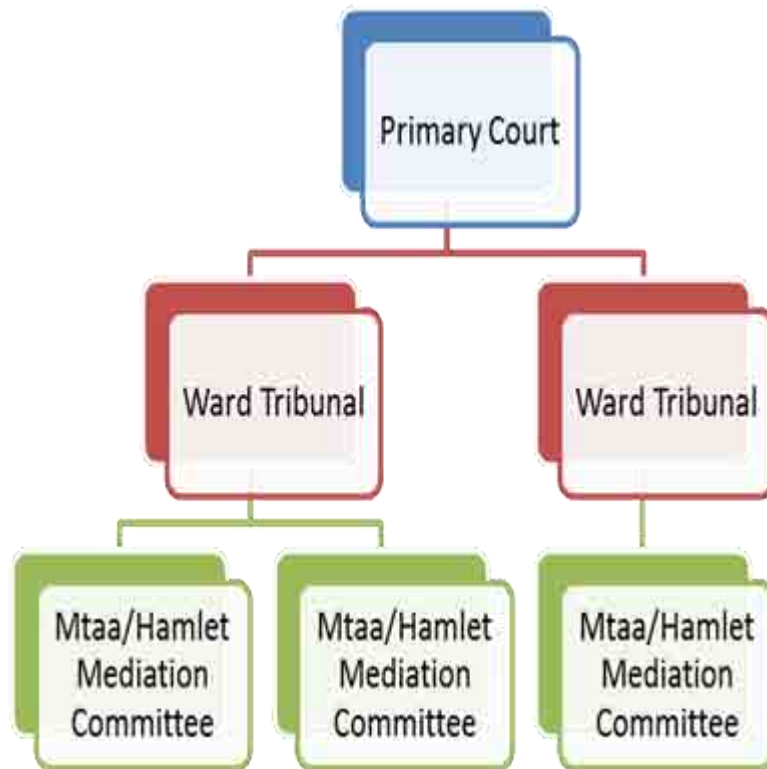 Primary Court
Ward Tribunal
Ward Tribunal
Mtaa/Hamlet
Mediation
Committee
Mtaa/Hamlet
Mediation
Committee
Mtaa/Hamlet
Mediation
Committee